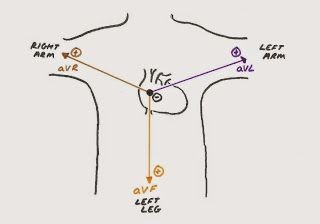 RIGHT
ARM
+
aVR
LEFT
ARM
+
aVL
−
+
aVF
LEFT
LEG